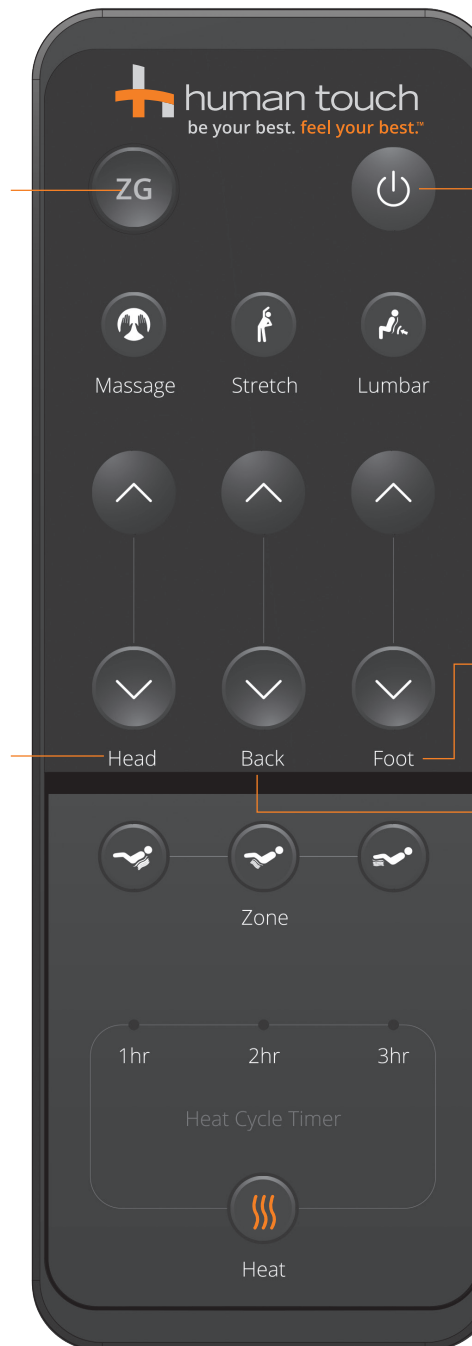 human touch
be your best. feel your best.™
ZG
Massage Stretch Lumbar
Head Back Foot
Zone
1hr 2hr 3hr
Heat Cycle Timer
Heat